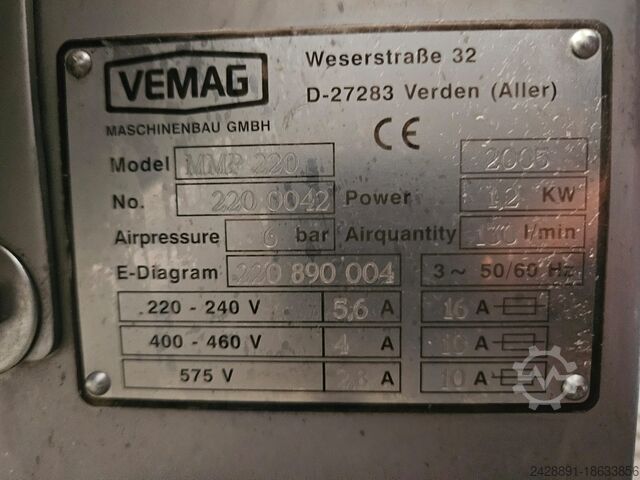 VEMAG
Weserstraße 32
D-27283 Verden (Aller)
MASCHINENBAU GMBH
CE
Model MMP 220 2005
No. 220 0042 Power 1,2 KW
Airpressure 6 bar Airquantity l/min
E-Diagram 220 890 004 3 ~ 50/60 Hz
220 - 240 V 5,6 A 16 A
400 - 460 V 4 A 10 A
575 V A 10 A
2428891-18633856